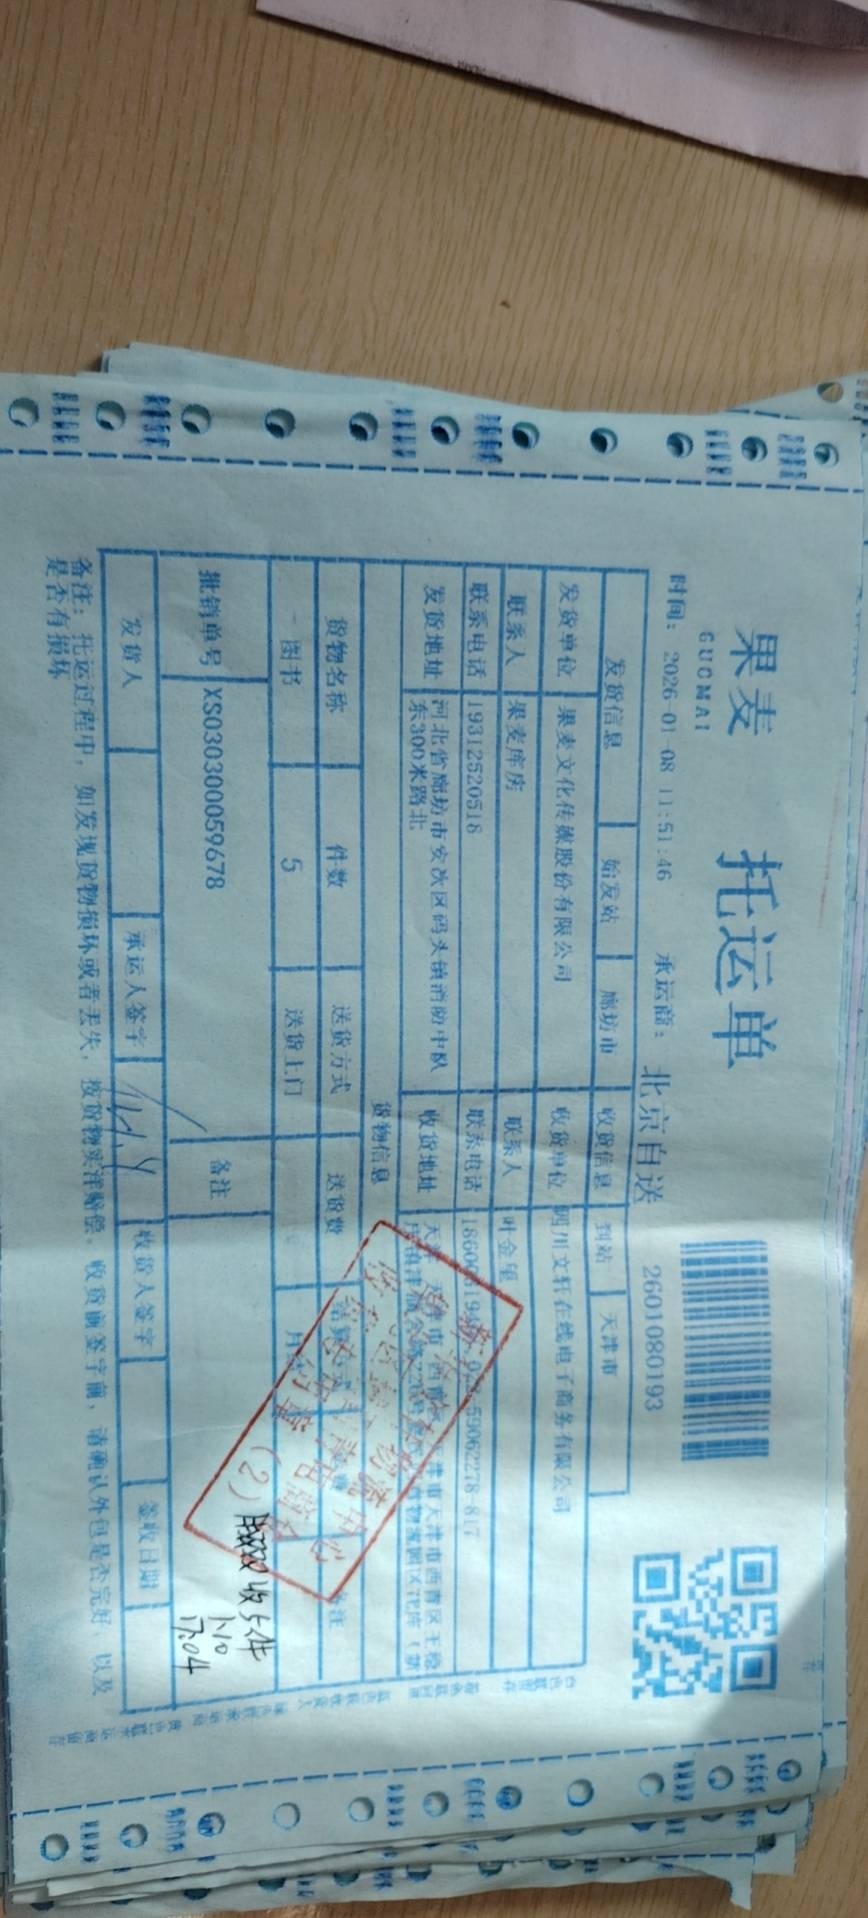 果麦
GUOMAI
托运单
时间: 2026-01-08 11:51:46 承运商: 北京自送 2601080193
发货信息 始发站 廊坊市 收货信息 到站 天津市
发货单位 果麦文化传媒股份有限公司 收货单位 四川文轩在线电子商务有限公司
联系人 果麦库房 联系人 叶金望
联系电话 19312520518 联系电话
发货地址 河北省廊坊市安次区码头镇消防中队东300米路北 收货地址
货物信息
货物名称 件数 送货方式 送货费
图书 5 送货上门
批销单号 XS030300059678 备注
收5件
1.10
17:04
发货人 承运人签字 收货人签字 签收日期
备注: 托运过程中, 如发现货物损坏或者丢失, 按货物实洋赔偿。收货前签字前, 请确认外包是否完好, 以及
是否有损坏